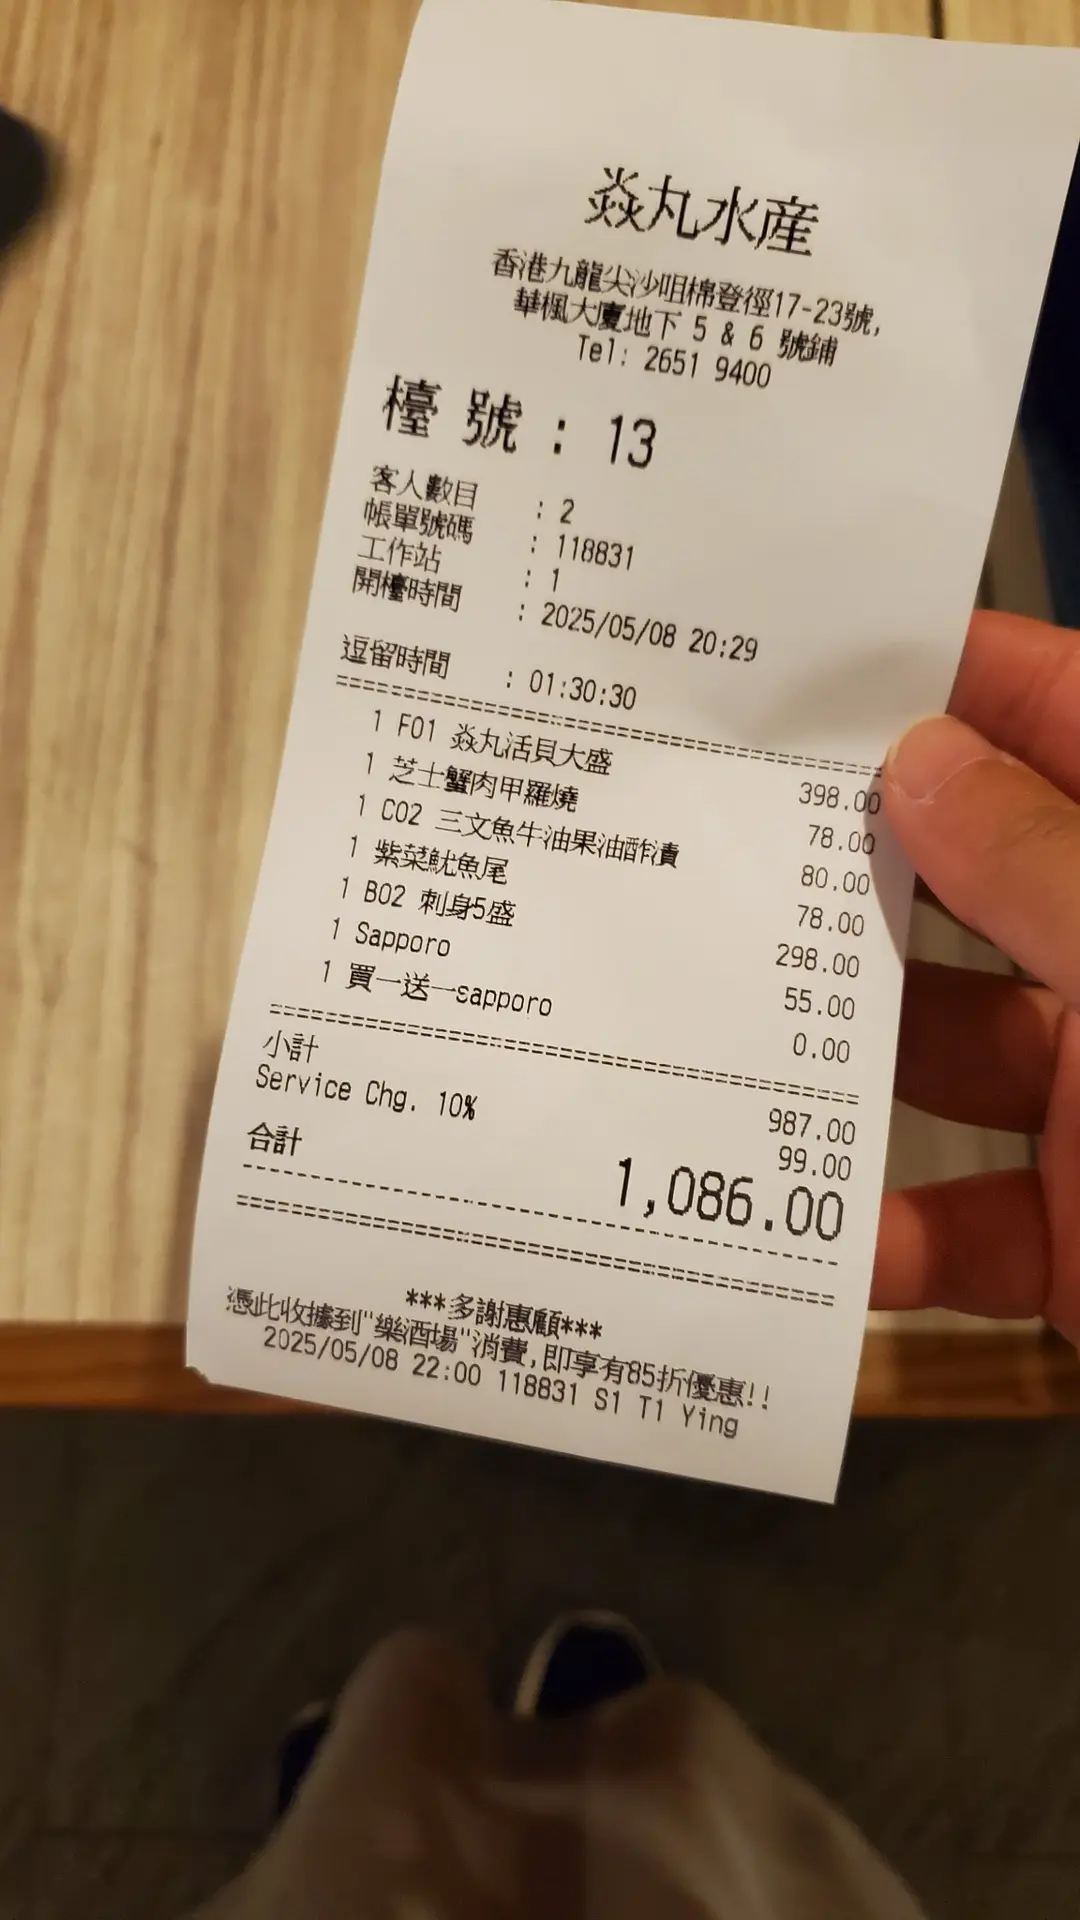 焱丸水産
香港九龍尖沙咀棉登徑17-23號,
華楓大廈地下 5 & 6 號鋪
Tel: 2651 9400
檯 號 : 13
客人數目 : 2
帳單號碼 : 118831
工作站 : 1
開檯時間 : 2025/05/08 20:29
逗留時間 : 01:30:30
1 F01 焱丸活貝大盛 398.00
1 芝士蟹肉甲羅燒 78.00
1 C02 三文魚牛油果油酢漬 80.00
1 紫菜魷魚尾 78.00
1 B02 刺身5盛 298.00
1 Sapporo 55.00
1 買一送一sapporo 0.00
小計 987.00
Service Chg. 10% 99.00
合計 1,086.00
***多謝惠顧***
憑此收據到"樂酒場"消費,即享有85折優惠!!
2025/05/08 22:00 118831 S1 T1 Ying